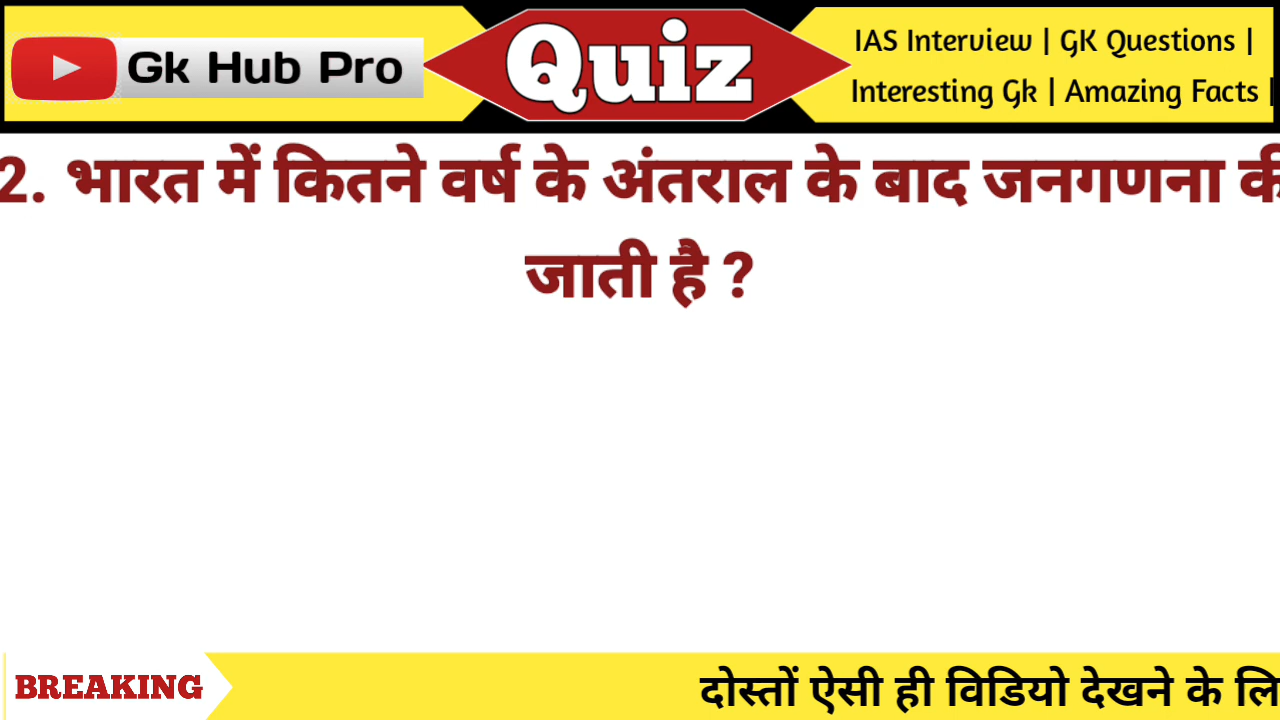 Gk Hub Pro
Quiz
IAS Interview | GK Questions |
Interesting Gk | Amazing Facts |
2. भारत में कितने वर्ष के अंतराल के बाद जनगणना की
जाती है ?
BREAKING
दोस्तों ऐसी ही विडियो देखने के लि